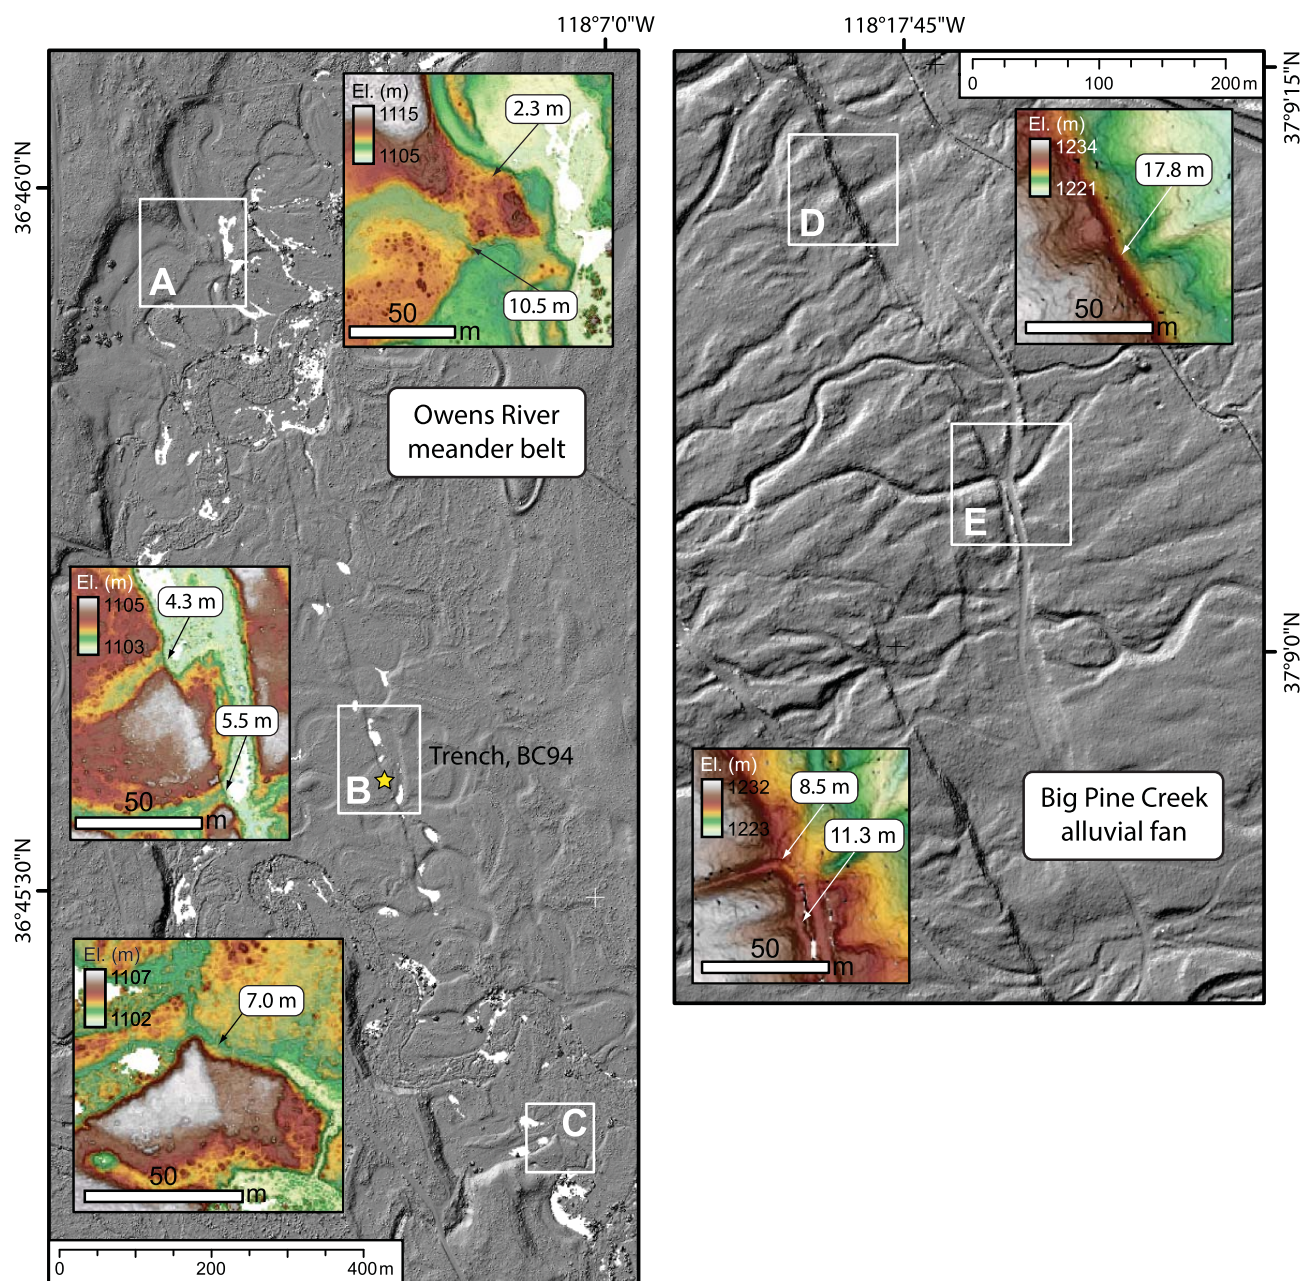 118°7'0"W
118°17'45"W
36°46'0"N
36°45'30"N
37°9'15"N
37°9'0"N
El. (m)
1115
1105
2.3 m
10.5 m
50
m
A
Owens River
meander belt
El. (m)
1105
1103
4.3 m
5.5 m
50
m
B
Trench, BC94
El. (m)
1107
1102
7.0 m
50
m
C
0
200
400 m
0
100
200 m
El. (m)
1234
1221
17.8 m
50
m
D
E
El. (m)
1232
1223
8.5 m
11.3 m
50
m
Big Pine Creek
alluvial fan